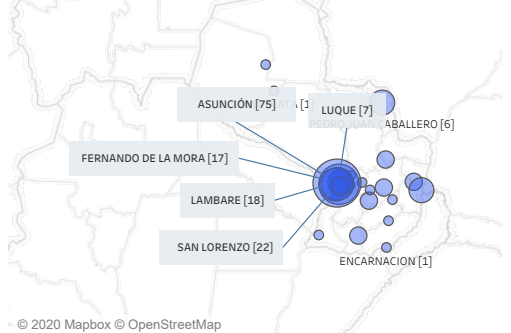 ASUNCIÓN [75]
LUQUE [7]
PEDRO JUAN CABALLERO [6]
FERNANDO DE LA MORA [17]
LAMBARE [18]
SAN LORENZO [22]
ENCARNACION [1]
© 2020 Mapbox © OpenStreetMap